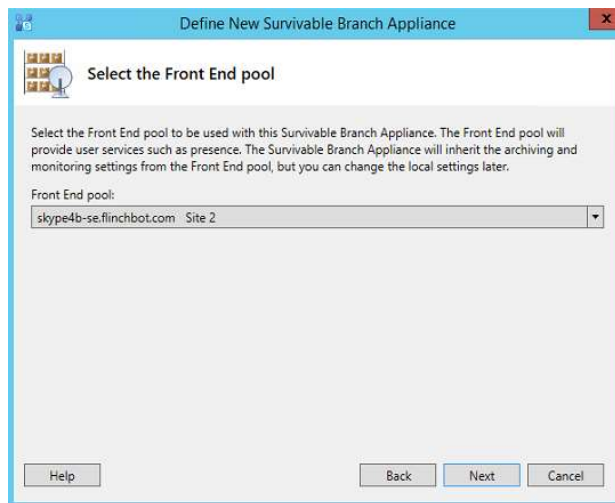 Define New Survivable Branch Appliance
x
Select the Front End pool
Select the Front End pool to be used with this Survivable Branch Appliance. The Front End pool will
provide user services such as presence. The Survivable Branch Appliance will inherit the archiving and
monitoring settings from the Front End pool, but you can change the local settings later.
Front End pool:
skype4b-se.flinchbot.com Site 2
Help
Back
Next
Cancel